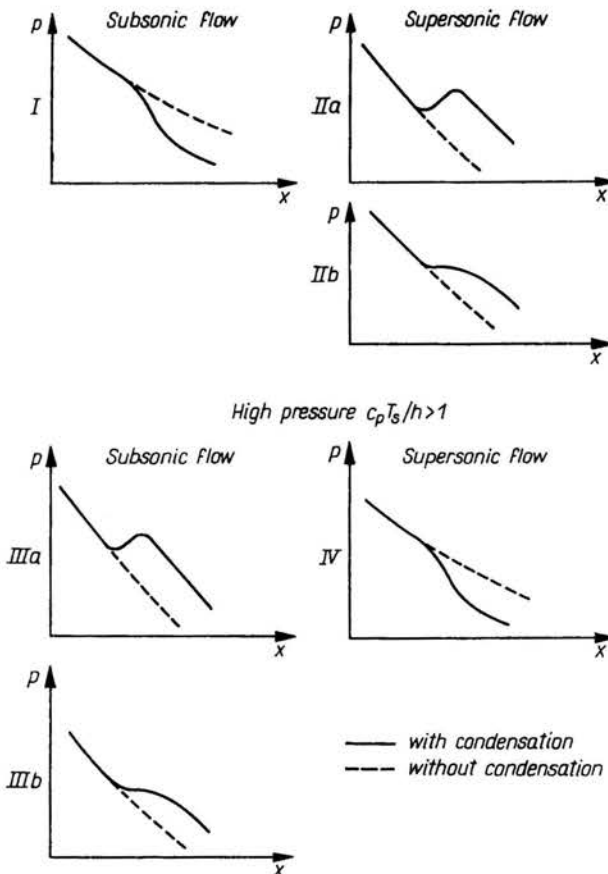 Subsonic flow
Supersonic flow
p
I
x
p
IIa
x
p
IIb
x
High pressure c_pT_s/h>1
Subsonic flow
Supersonic flow
p
IIIa
x
p
IV
x
p
IIIb
x
with condensation
without condensation